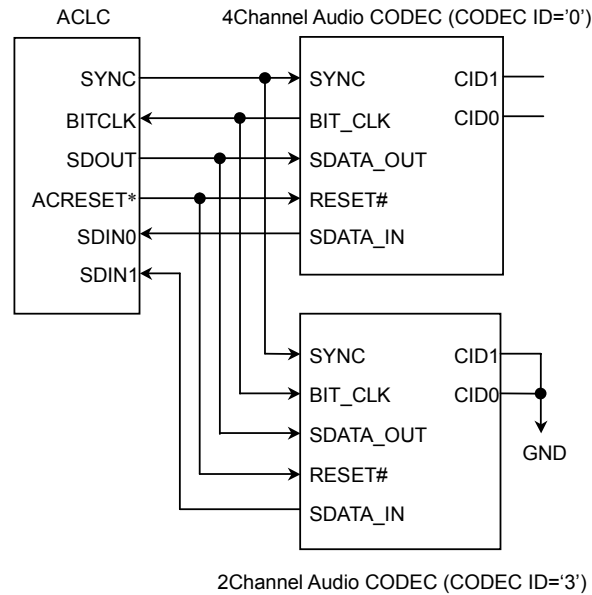 ACLC
4Channel Audio CODEC (CODEC ID=’0’)
SYNC
BITCLK
SDOUT
ACRESET*
SDIN0
SDIN1
SYNC
BIT_CLK
SDATA_OUT
RESET#
SDATA_IN
CID1
CID0
SYNC
BIT_CLK
SDATA_OUT
RESET#
SDATA_IN
CID1
CID0
GND
2Channel Audio CODEC (CODEC ID=‘3’)